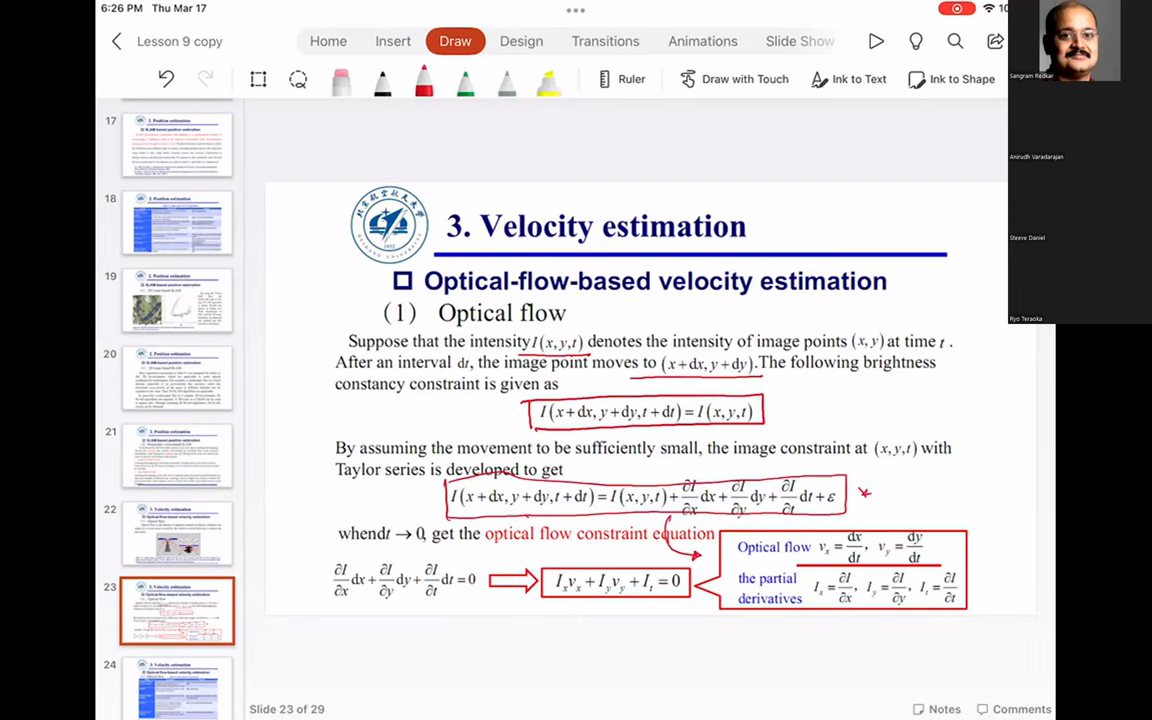 6:26 PM Thu Mar 17
Lesson 9 copy
Home
Insert
Draw
Design
Transitions
Animations
Slide Show
Ruler
Draw with Touch
Ink to Text
Ink to Shape
Sangram Redkar
Anirudh Varadarajan
Steeve Daniel
Ryo Teraoka
17
18
19
20
21
22
23
24
3. Velocity estimation
Optical-flow-based velocity estimation
(1) Optical flow
Suppose that the intensity I(x,y,t) denotes the intensity of image points (x,y) at time t .
After an interval dt, the image point moves to (x+dx, y+dy).The following brightness
constancy constraint is given as
I(x+dx, y+dy, t+dt)=I(x,y,t)
By assuming the movement to be sufficiently small, the image constraint at (x,y,t) with
Taylor series is developed to get
I(x+dx, y+dy, t+dt)=I(x,y,t)+∂I/∂x dx+∂I/∂y dy+∂I/∂t dt+ε
whendt → 0, get the optical flow constraint equation
∂I/∂x dx+∂I/∂y dy+∂I/∂t dt=0
I_x v_x + I_y v_y + I_t = 0
Optical flow v_x = dx/dt, v_y = dy/dt
the partial
derivatives I_x = ∂I/∂x, I_y = ∂I/∂y, I_t = ∂I/∂t
Slide 23 of 29
Notes
Comments